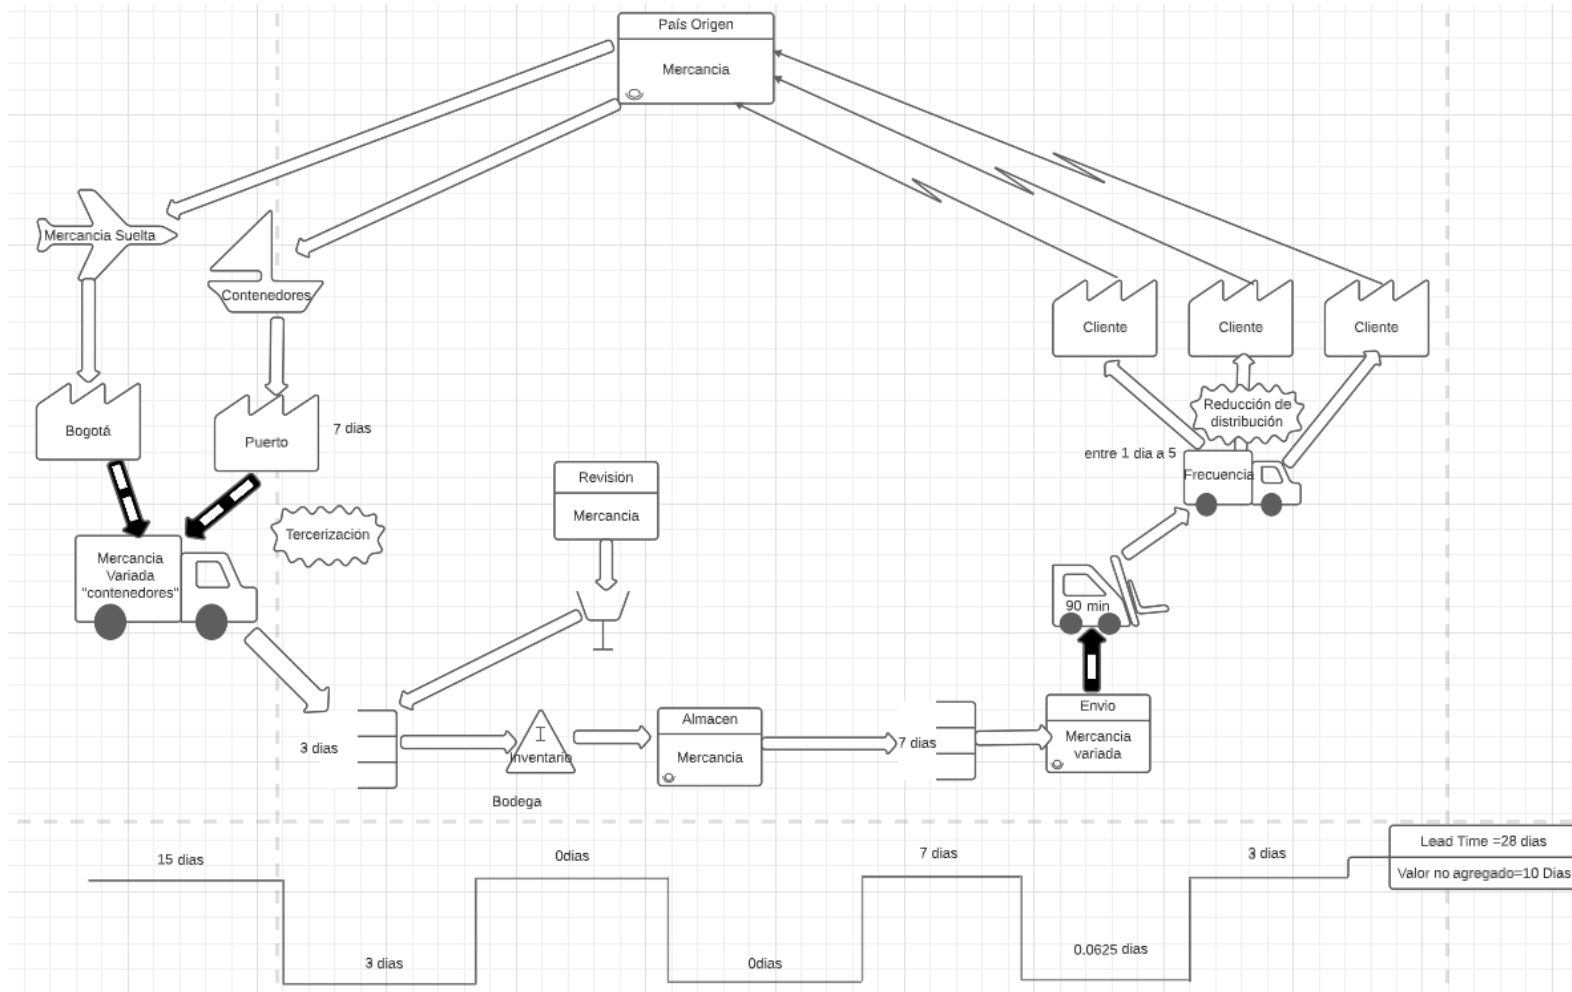 País Origen
Mercancia
Mercancia Suelta
Contenedores
Cliente
Cliente
Cliente
Bogotá
Puerto
7 dias
Reducción de
distribución
entre 1 dia a 5
Frecuencia
Revision
Mercancia
Tercerización
Mercancia
Variada
"contenedores"
90 min
3 dias
I
Inventario
Bodega
Almacen
Mercancia
7 dias
Envio
Mercancia
variada
15 dias
0dias
7 dias
3 dias
Lead Time =28 dias
Valor no agregado=10 Dias
3 dias
0dias
0.0625 dias